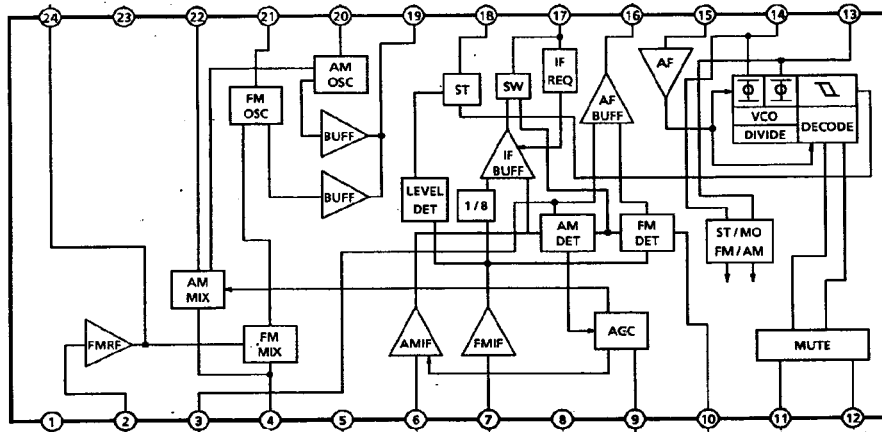 24 23 22 21 20 19 18 17 16 15 14 13
AM
OSC
IF
REQ
AF
ST
SW
FM
OSC
AF
BUFF
VCO
DIVIDE
DECODE
BUFF
IF
BUFF
BUFF
LEVEL
DET
1/8
AM
DET
FM
DET
ST/MO
FM/AM
AM
MIX
FMRF
FM
MIX
AMIF
FMIF
AGC
MUTE
1 2 3 4 5 6 7 8 9 10 11 12